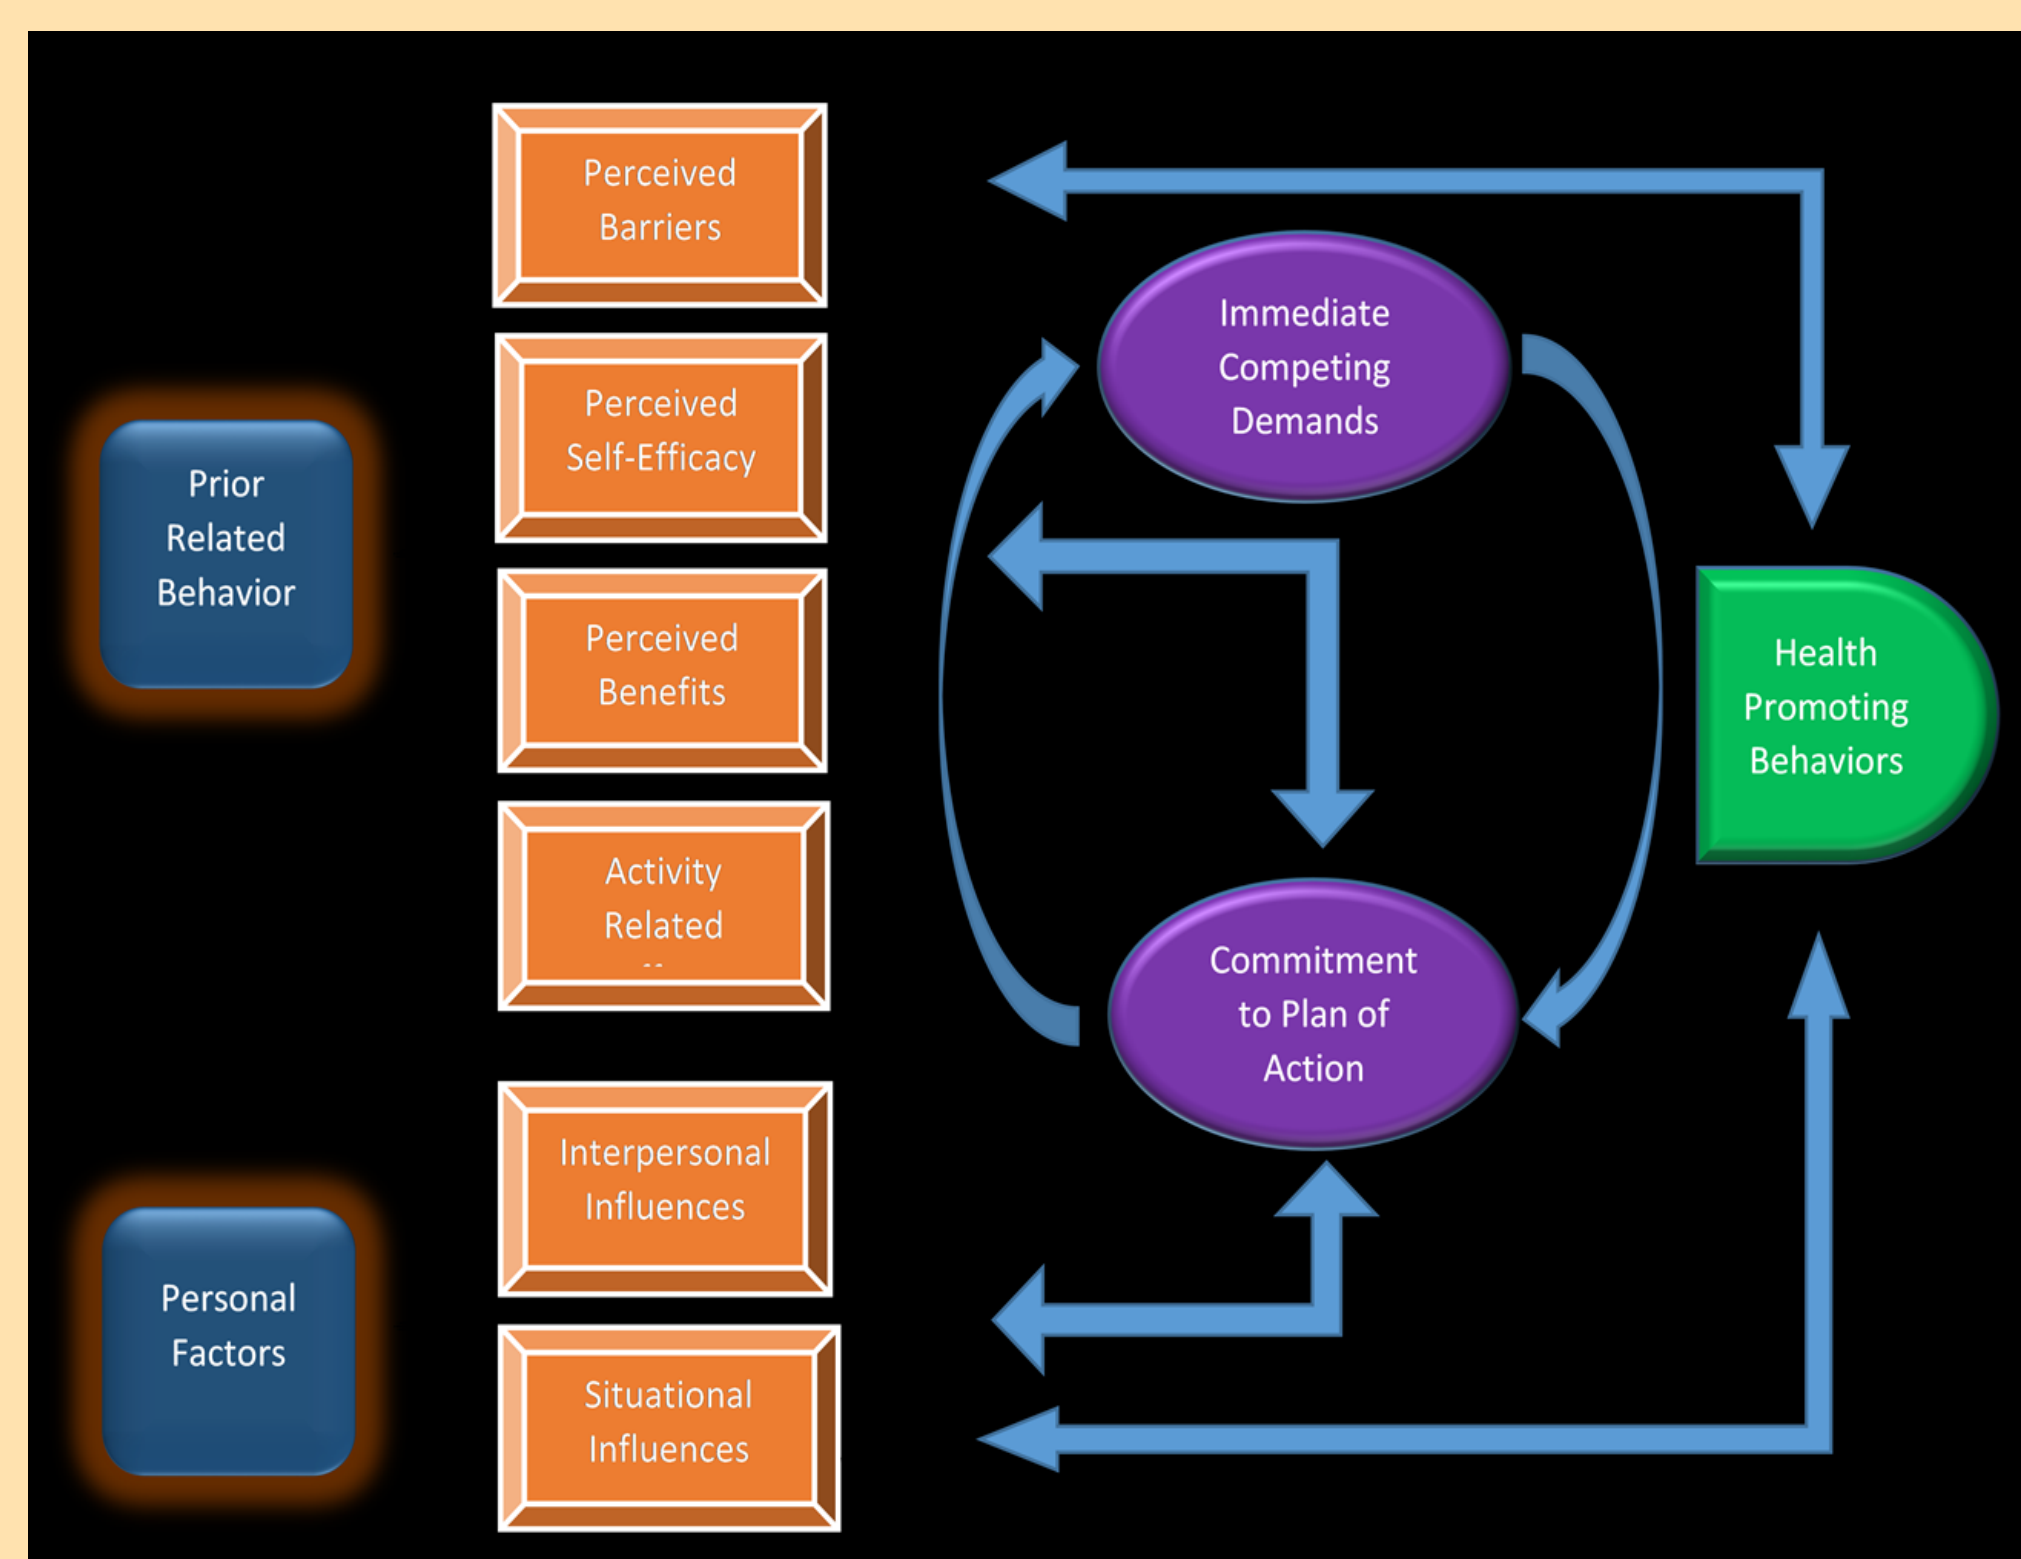 Prior
Related
Behavior
Personal
Factors
Perceived
Barriers
Perceived
Self-Efficacy
Perceived
Benefits
Activity
Related
Interpersonal
Influences
Situational
Influences
Immediate
Competing
Demands
Commitment
to Plan of
Action
Health
Promoting
Behaviors